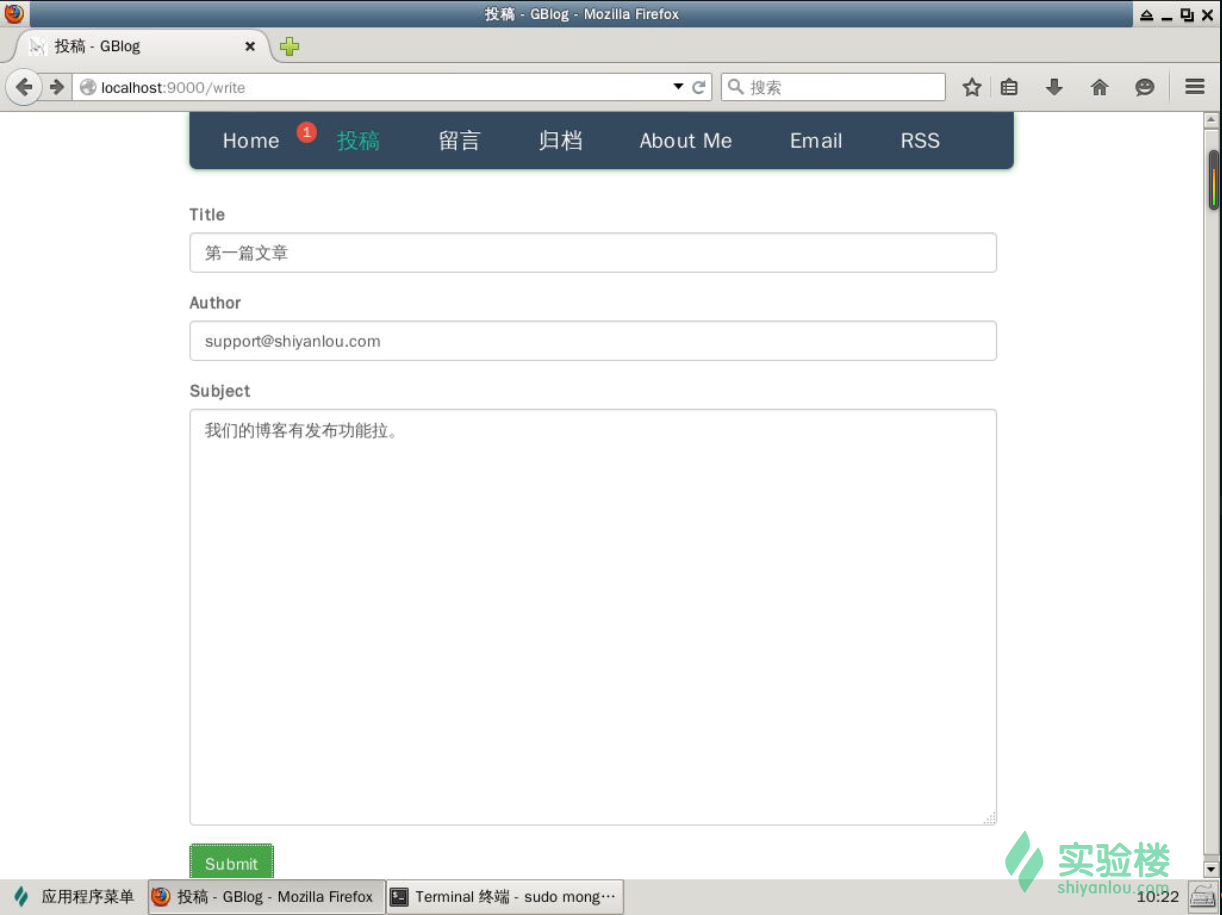 投稿 - GBlog - Mozilla Firefox
投稿 - GBlog
localhost:9000/write
搜索
Home 1 投稿 留言 归档 About Me Email RSS
Title
第一篇文章
Author
support@shiyanlou.com
Subject
我们的博客有发布功能拉。
Submit
实验楼
shiyanlou.com
应用程序菜单 投稿 - GBlog - Mozilla Firefox Terminal 终端 - sudo mong··· 10:22